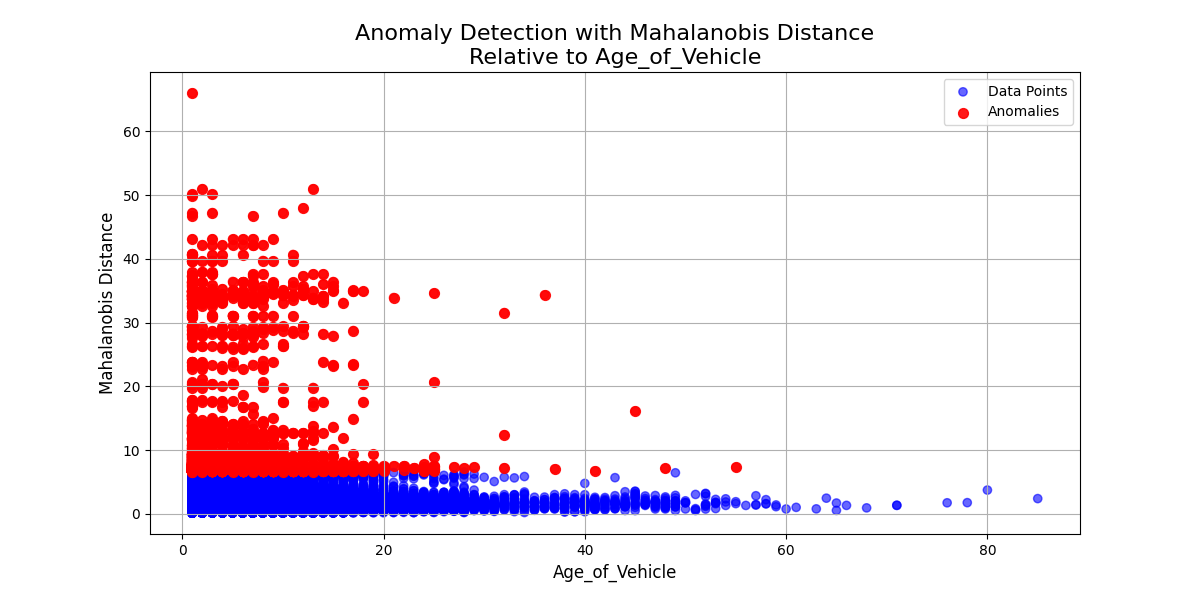 Anomaly Detection with Mahalanobis Distance
Relative to Age_of_Vehicle
Data Points
Anomalies
60
50
40
30
20
10
0
Mahalanobis Distance
0 20 40 60 80
Age_of_Vehicle